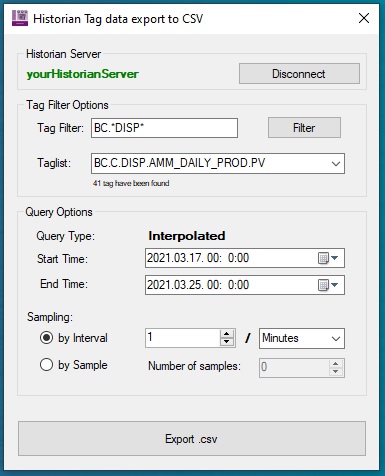 Historian Tag data export to CSV
Historian Server
yourHistorianServer
Disconnect
Tag Filter Options
Tag Filter: BC.*DISP*
Filter
Taglist: BC.C.DISP.AMM_DAILY_PROD.PV
41 tag have been found
Query Options
Query Type: Interpolated
Start Time: 2021.03.17. 00: 0:00
End Time: 2021.03.25. 00: 0:00
Sampling:
by Interval 1 / Minutes
by Sample Number of samples: 0
Export .csv